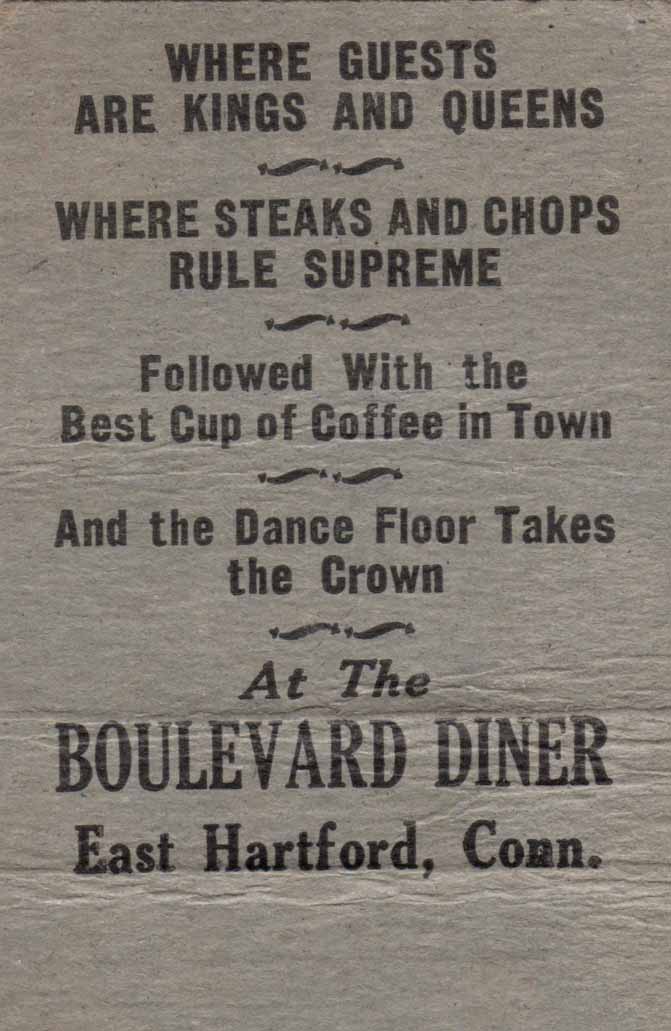 WHERE GUESTS
ARE KINGS AND QUEENS
WHERE STEAKS AND CHOPS
RULE SUPREME
Followed With the
Best Cup of Coffee in Town
And the Dance Floor Takes
the Crown
At The
BOULEVARD DINER
East Hartford, Conn.